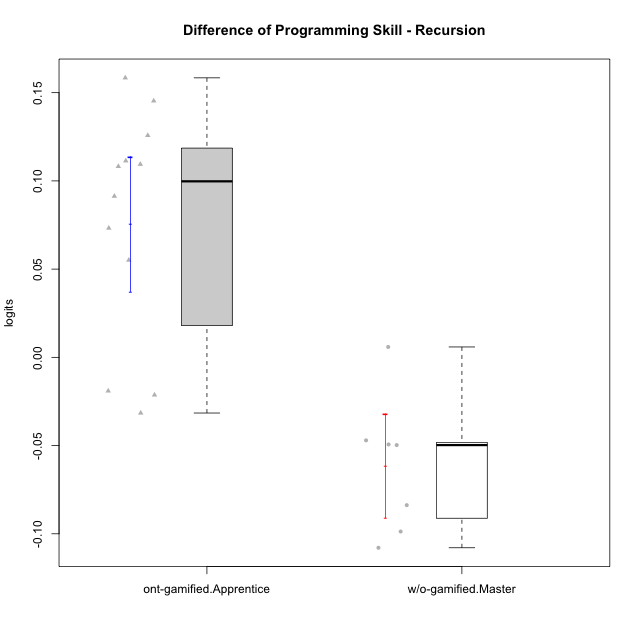 Difference of Programming Skill - Recursion
logits
0.15
0.10
0.05
0.00
-0.05
-0.10
ont-gamified.Apprentice
w/o-gamified.Master